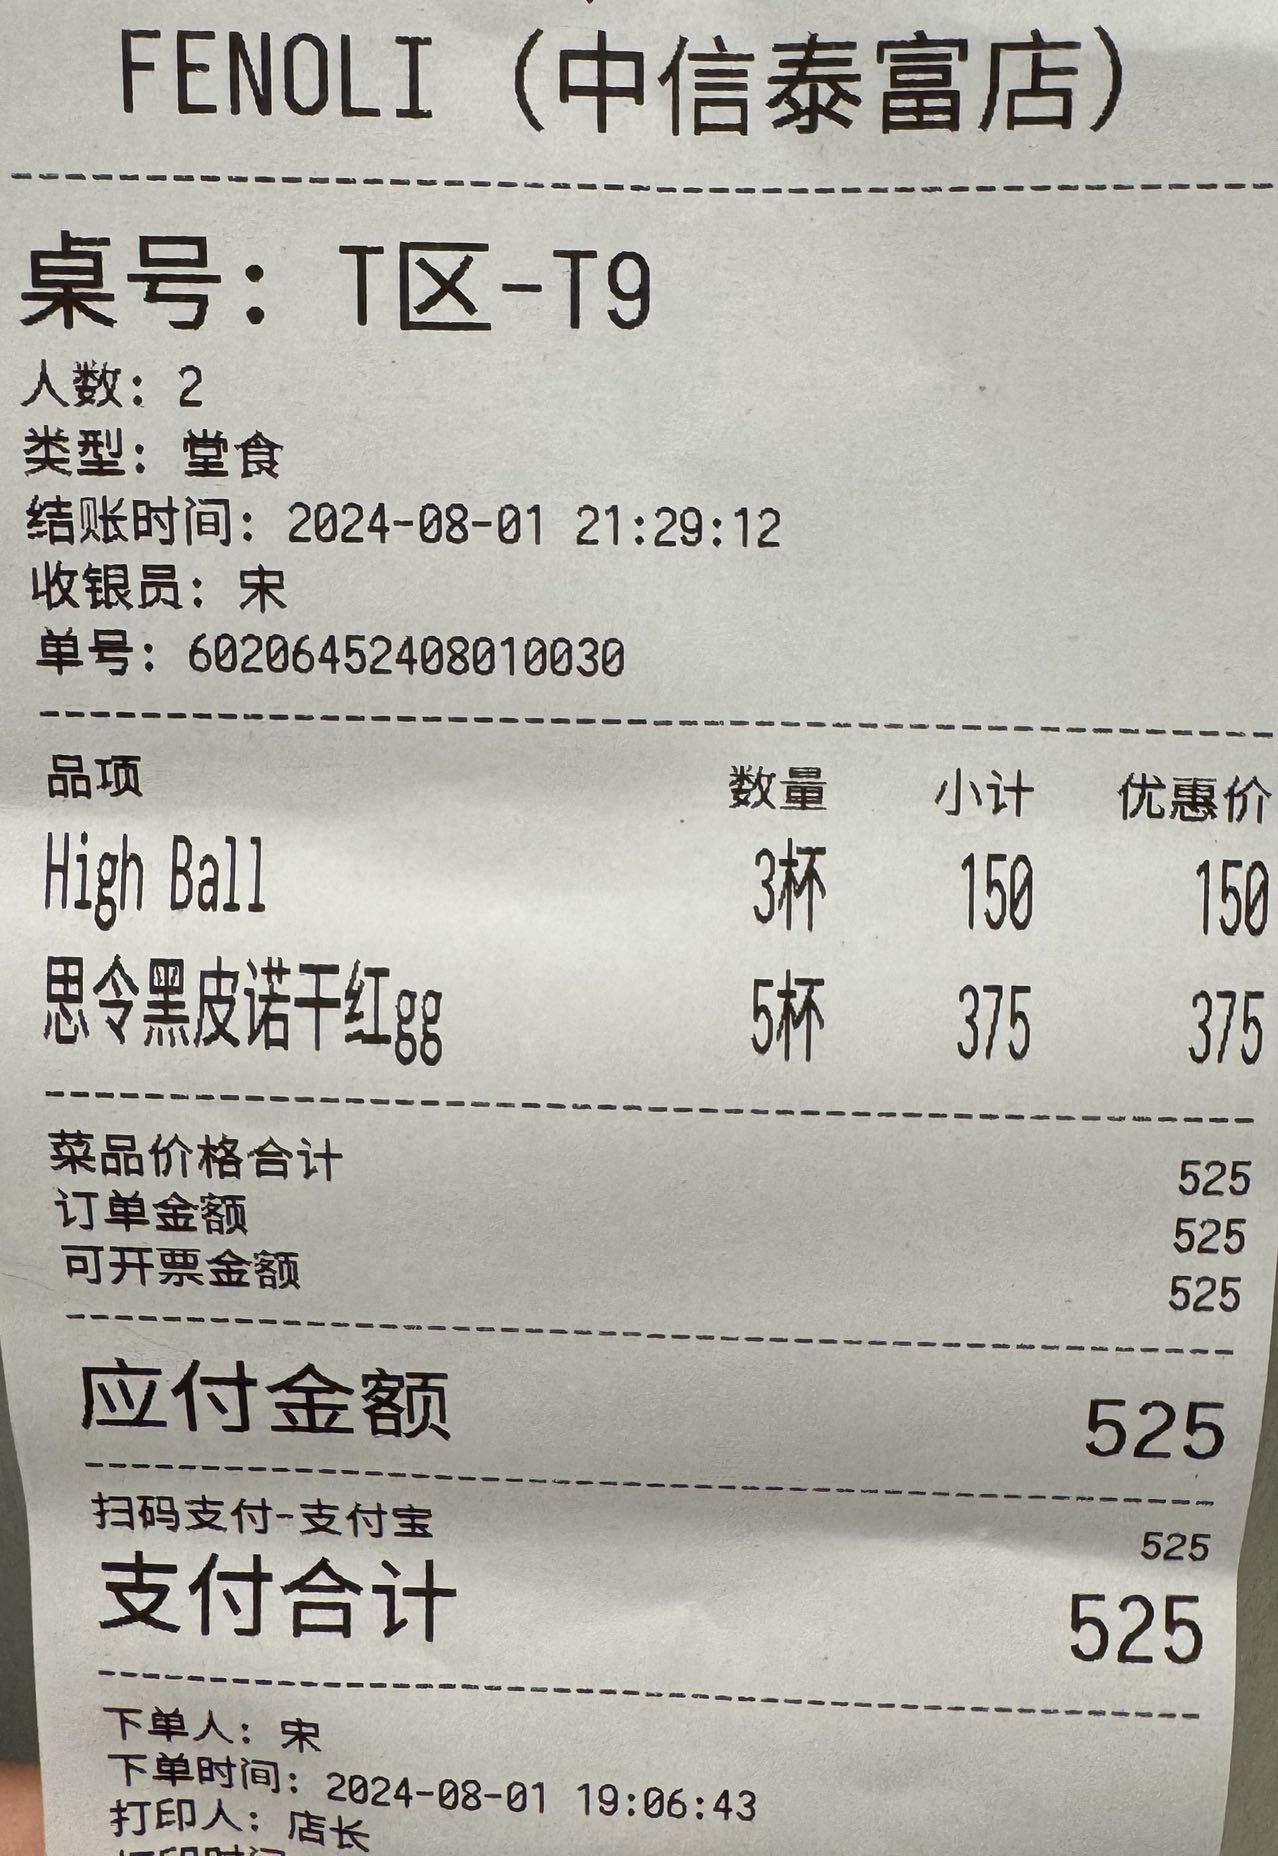 FENOLI (中信泰富店)
桌号: T区-T9
人数: 2
类型: 堂食
结账时间: 2024-08-01 21:29:12
收银员: 宋
单号: 60206452408010030
品项 数量 小计 优惠价
High Ball 3杯 150 150
思令黑皮诺干红gg 5杯 375 375
菜品价格合计 525
订单金额 525
可开票金额 525
应付金额 525
扫码支付-支付宝 525
支付合计 525
下单人: 宋
下单时间: 2024-08-01 19:06:43
打印人: 店长